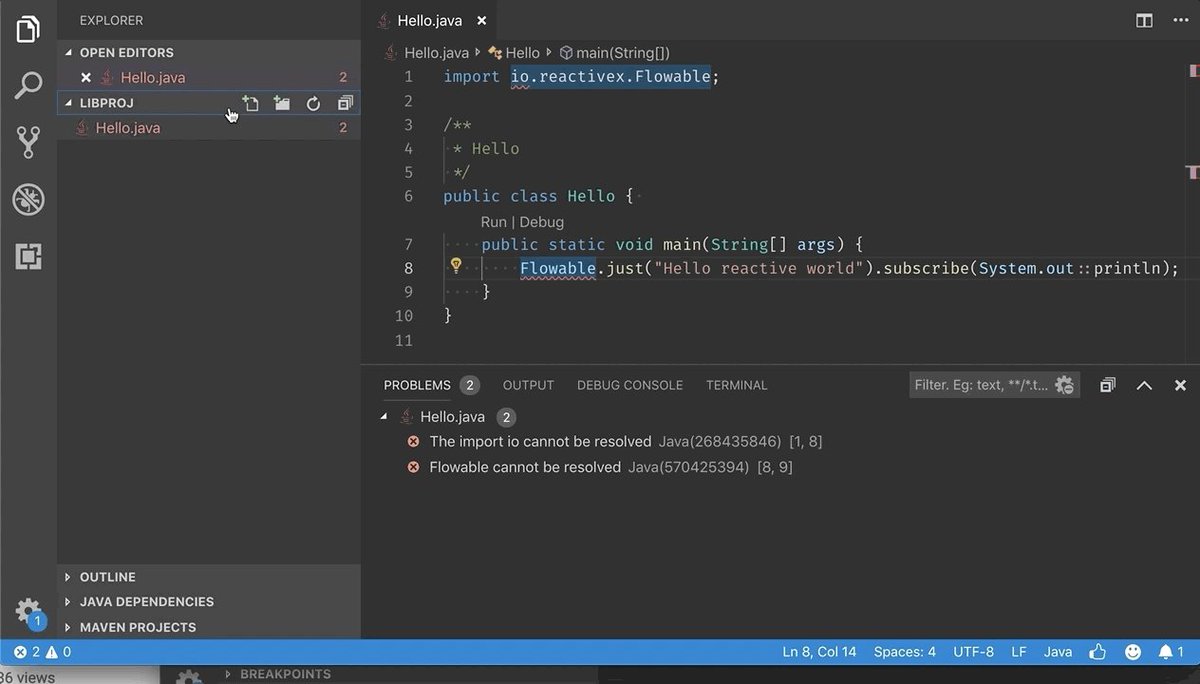 EXPLORER
OPEN EDITORS
Hello.java 2
LIBPROJ
Hello.java 2
OUTLINE
JAVA DEPENDENCIES
MAVEN PROJECTS
1
Hello.java
Hello.java Hello main(String[])
1 import io.reactivex.Flowable;
2
3 /**
4 * Hello
5 */
6 public class Hello {
Run | Debug
7 public static void main(String[] args) {
8 Flowable.just("Hello reactive world").subscribe(System.out::println);
9 }
10 }
11
PROBLEMS 2 OUTPUT DEBUG CONSOLE TERMINAL Filter. Eg: text, **/*.t...
Hello.java 2
The import io cannot be resolved Java(268435846) [1, 8]
Flowable cannot be resolved Java(570425394) [8, 9]
2 0 Ln 8, Col 14 Spaces: 4 UTF-8 LF Java 1
36 views BREAKPOINTS